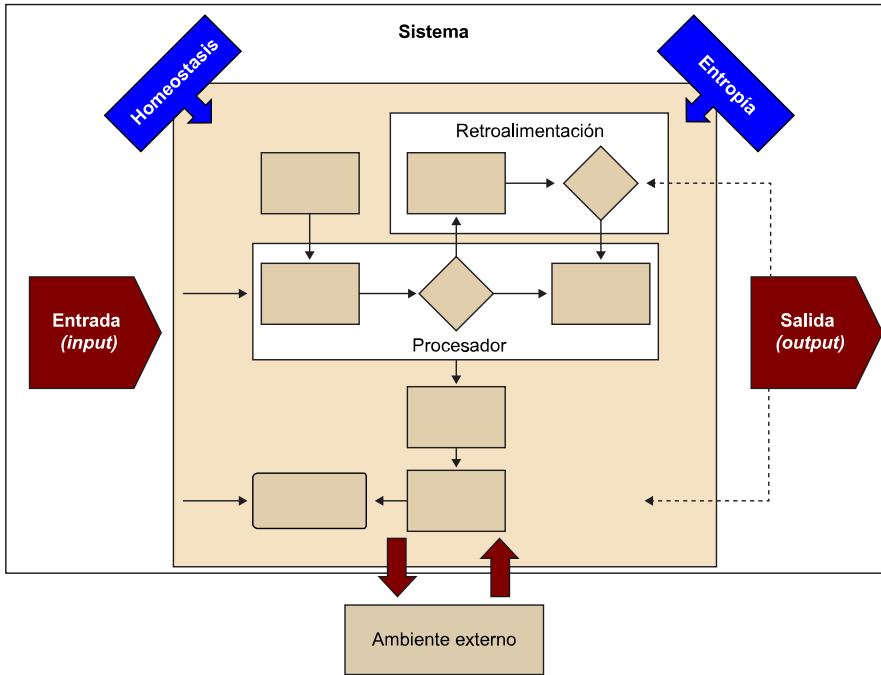 Sistema
Homeostasis
Entropía
Retroalimentación
Entrada
(input)
Procesador
Salida
(output)
Ambiente externo